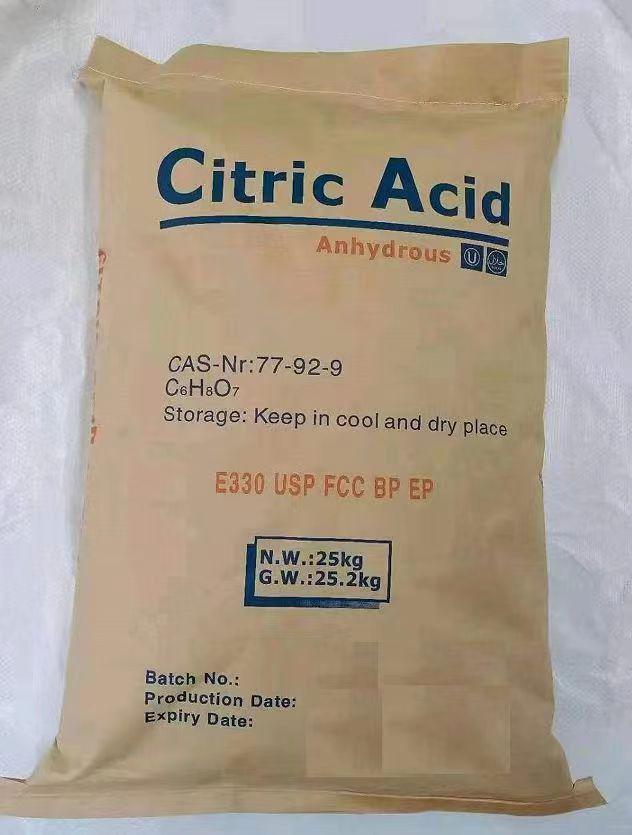 Citric Acid
Anhydrous
U
حلال
CAS-Nr:77-92-9
C₆H₈O₇
Storage: Keep in cool and dry place
E330 USP FCC BP EP
N.W.:25kg
G.W.:25.2kg
Batch No.:
Production Date:
Expiry Date: